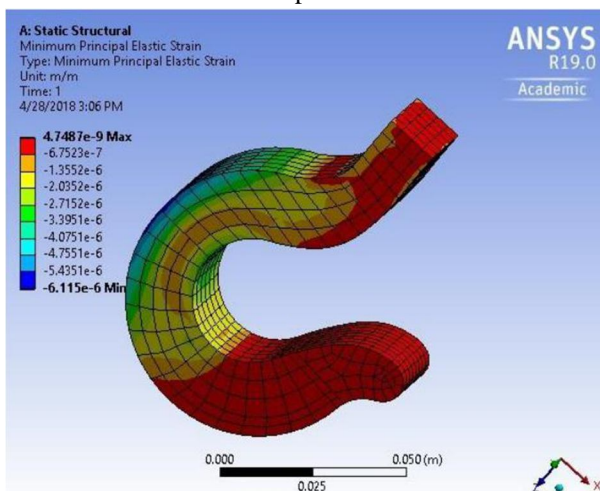 A: Static Structural
Minimum Principal Elastic Strain
Type: Minimum Principal Elastic Strain
Unit: m/m
Time: 1
4/28/2018 3:06 PM
4.7487e-9 Max
-6.7523e-7
-1.3552e-6
-2.0352e-6
-2.7152e-6
-3.3951e-6
-4.0751e-6
-4.7551e-6
-5.4351e-6
-6.115e-6 Min
ANSYS
R19.0
Academic
0.000
0.050 (m)
0.025
X